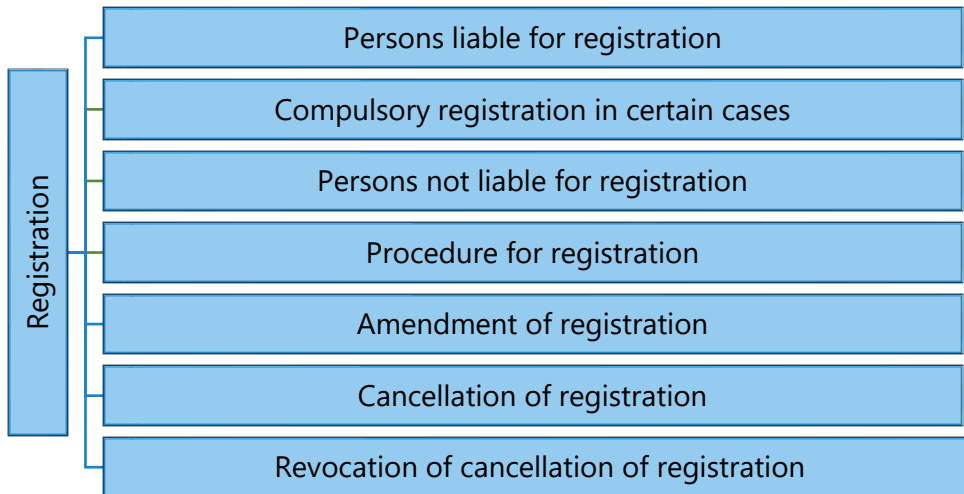 Registration
Persons liable for registration
Compulsory registration in certain cases
Persons not liable for registration
Procedure for registration
Amendment of registration
Cancellation of registration
Revocation of cancellation of registration